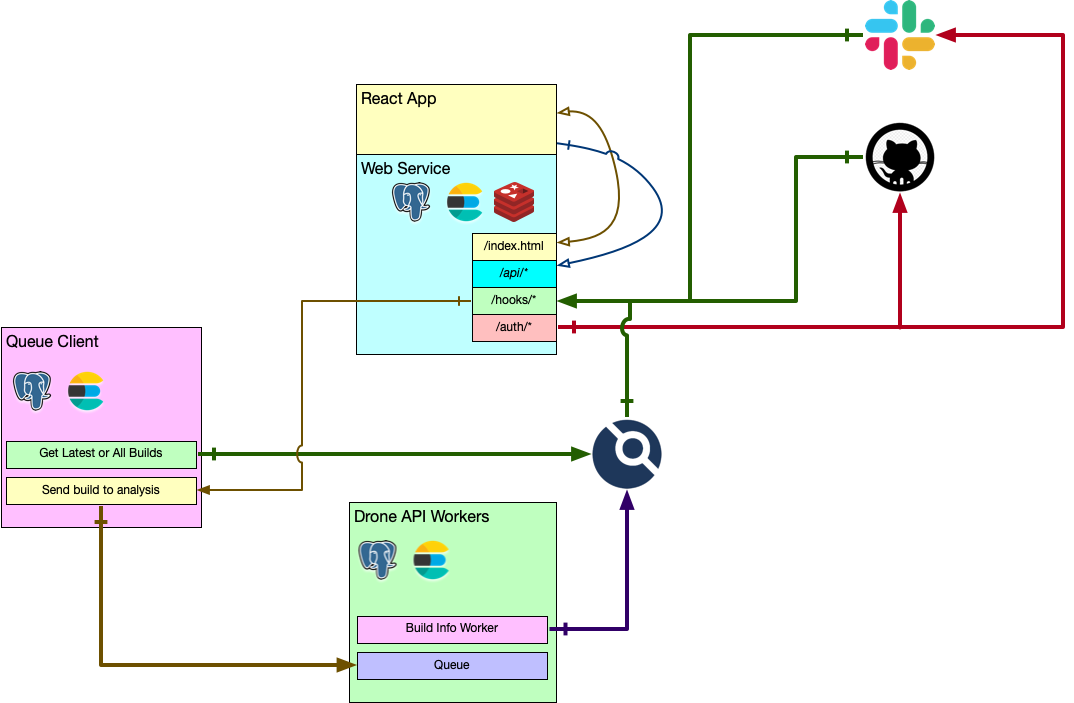 React App
Web Service
/index.html
/api/*
/hooks/*
/auth/*
Queue Client
Get Latest or All Builds
Send build to analysis
Drone API Workers
Build Info Worker
Queue